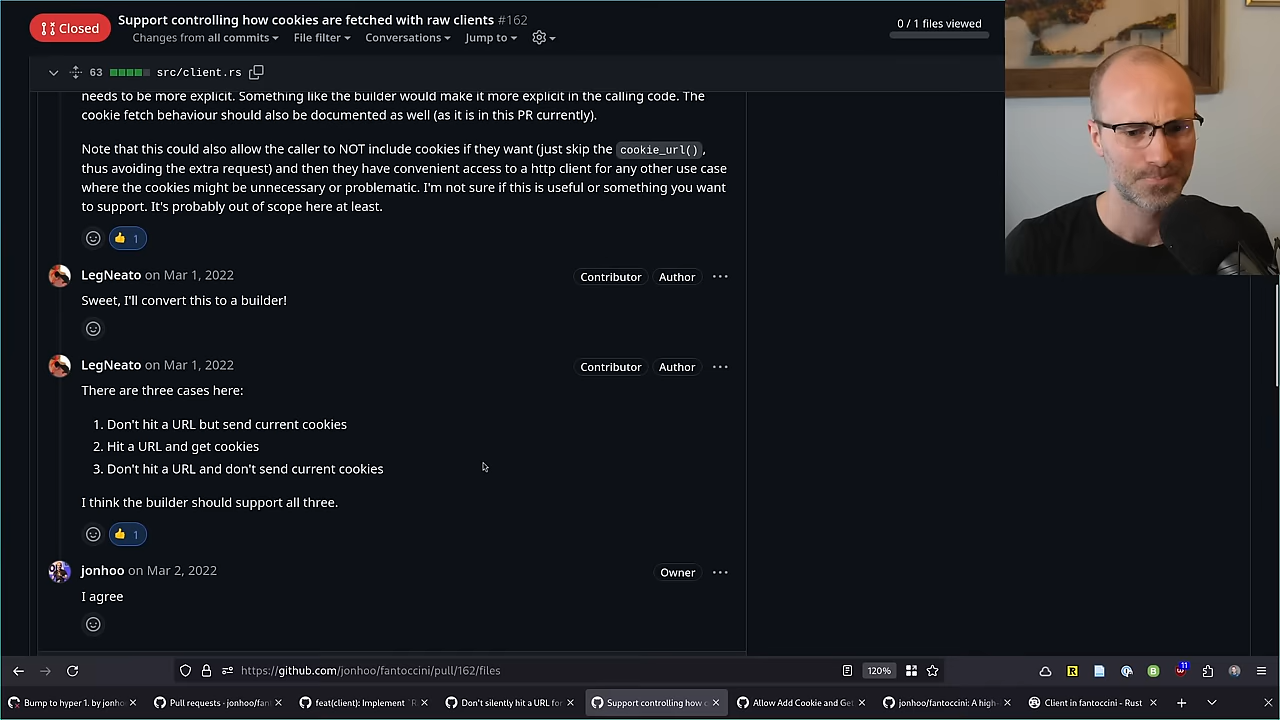 Closed
Support controlling how cookies are fetched with raw clients #162
Changes from all commits
File filter
Conversations
Jump to
0 / 1 files viewed
63
src/client.rs
needs to be more explicit. Something like the builder would make it more explicit in the calling code. The
cookie fetch behaviour should also be documented as well (as it is in this PR currently).
Note that this could also allow the caller to NOT include cookies if they want (just skip the cookie_url(),
thus avoiding the extra request) and then they have convenient access to a http client for any other use case
where the cookies might be unnecessary or problematic. I'm not sure if this is useful or something you want
to support. It's probably out of scope here at least.
👍 1
LegNeato on Mar 1, 2022
Contributor
Author
Sweet, I'll convert this to a builder!
LegNeato on Mar 1, 2022
Contributor
Author
There are three cases here:
1. Don't hit a URL but send current cookies
2. Hit a URL and get cookies
3. Don't hit a URL and don't send current cookies
I think the builder should support all three.
👍 1
jonhoo on Mar 2, 2022
Owner
I agree
https://github.com/jonhoo/fantoccini/pull/162/files
120%
11
Bump to hyper 1. by jonho
Pull requests · jonhoo/fan
feat(client): Implement `R
Don't silently hit a URL for
Support controlling how c
Allow Add Cookie and Get
jonhoo/fantoccini: A high-
Client in fantoccini - Rust